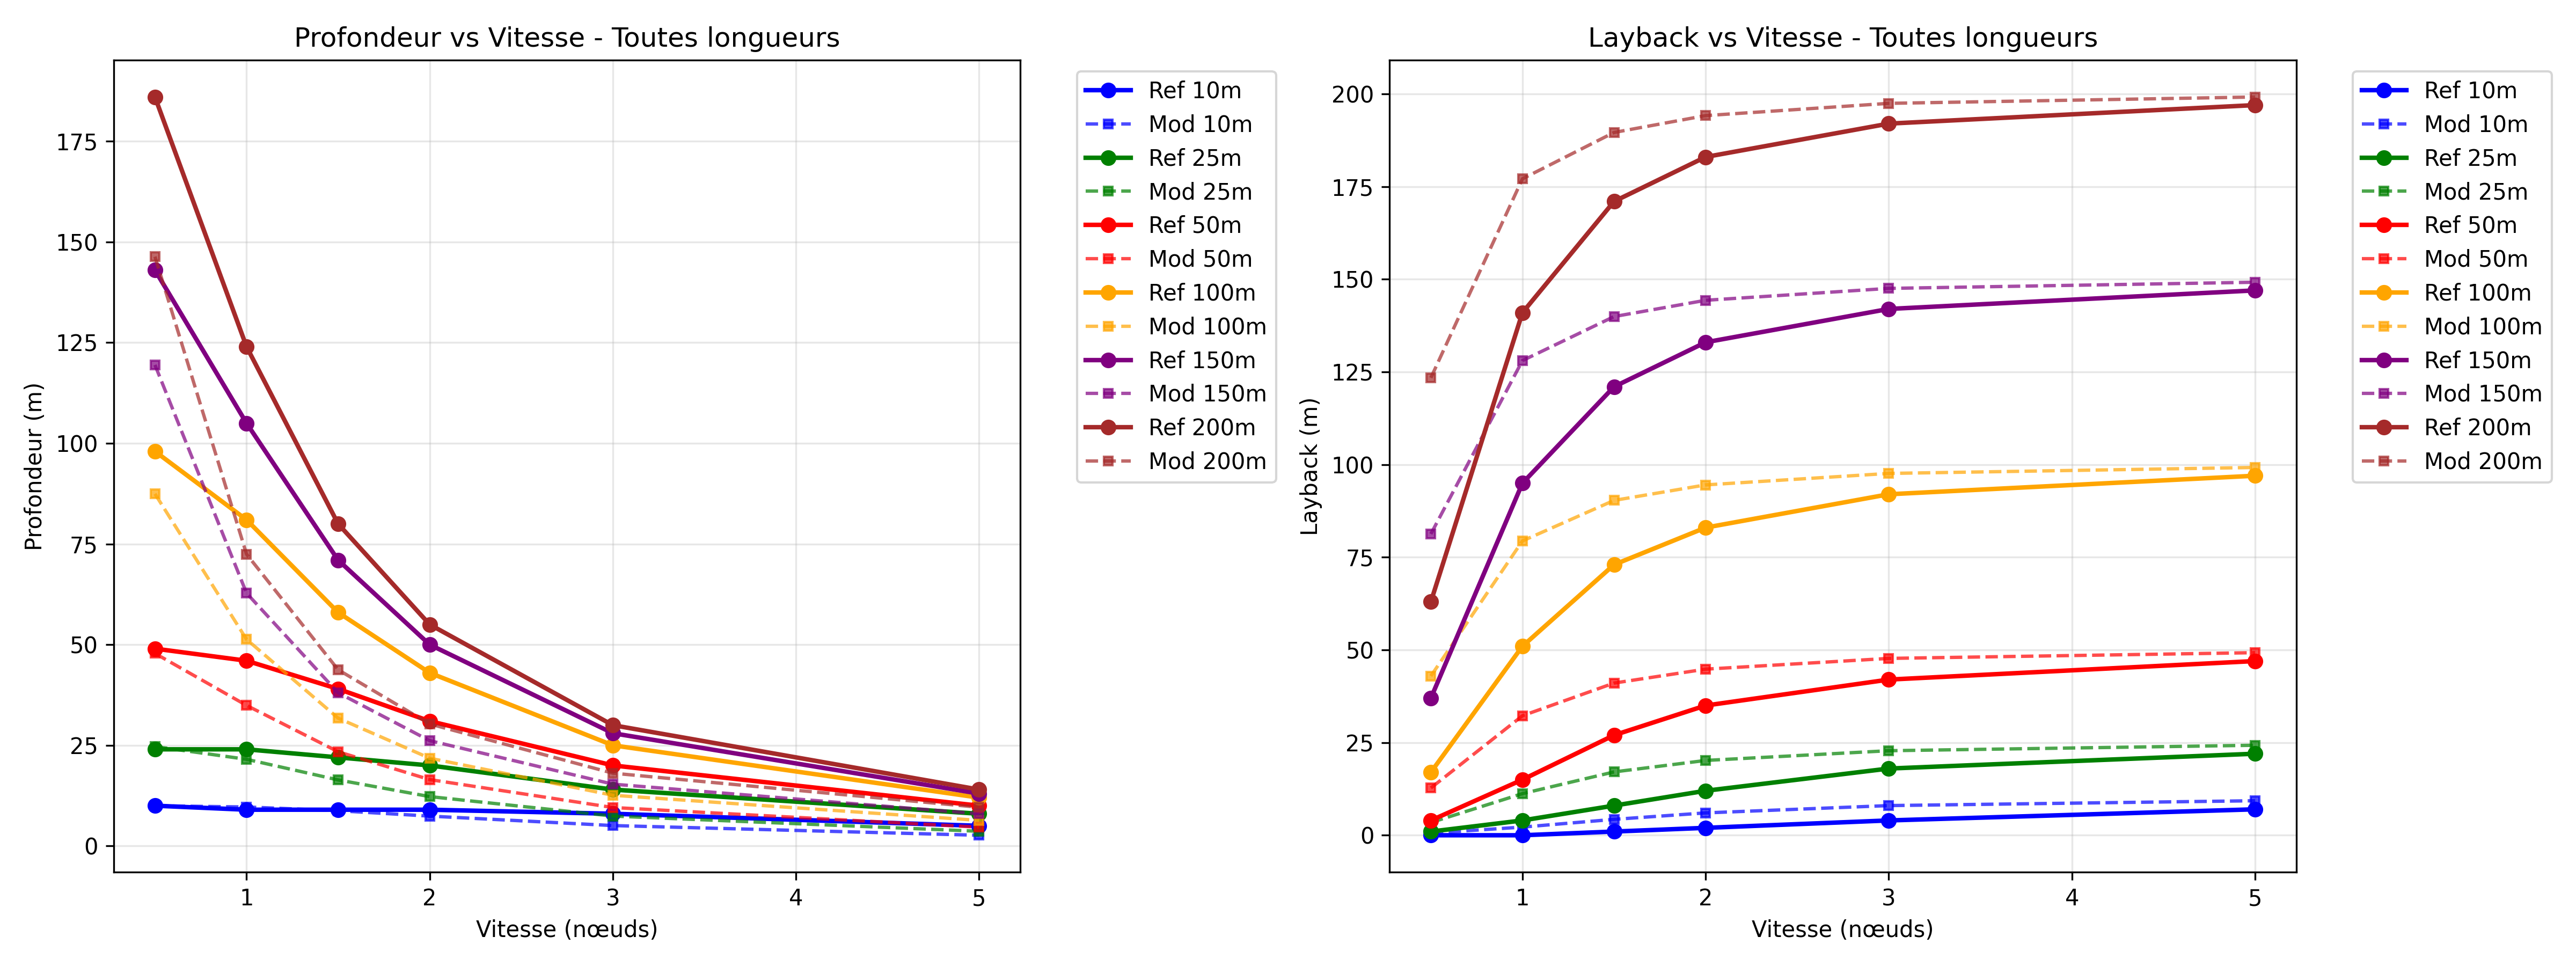 Profondeur vs Vitesse - Toutes longueurs
Profondeur (m)
175
150
125
100
75
50
25
0
1
2
3
4
5
Vitesse (nœuds)
Ref 10m
Mod 10m
Ref 25m
Mod 25m
Ref 50m
Mod 50m
Ref 100m
Mod 100m
Ref 150m
Mod 150m
Ref 200m
Mod 200m
Layback vs Vitesse - Toutes longueurs
Layback (m)
200
175
150
125
100
75
50
25
0
1
2
3
4
5
Vitesse (nœuds)
Ref 10m
Mod 10m
Ref 25m
Mod 25m
Ref 50m
Mod 50m
Ref 100m
Mod 100m
Ref 150m
Mod 150m
Ref 200m
Mod 200m